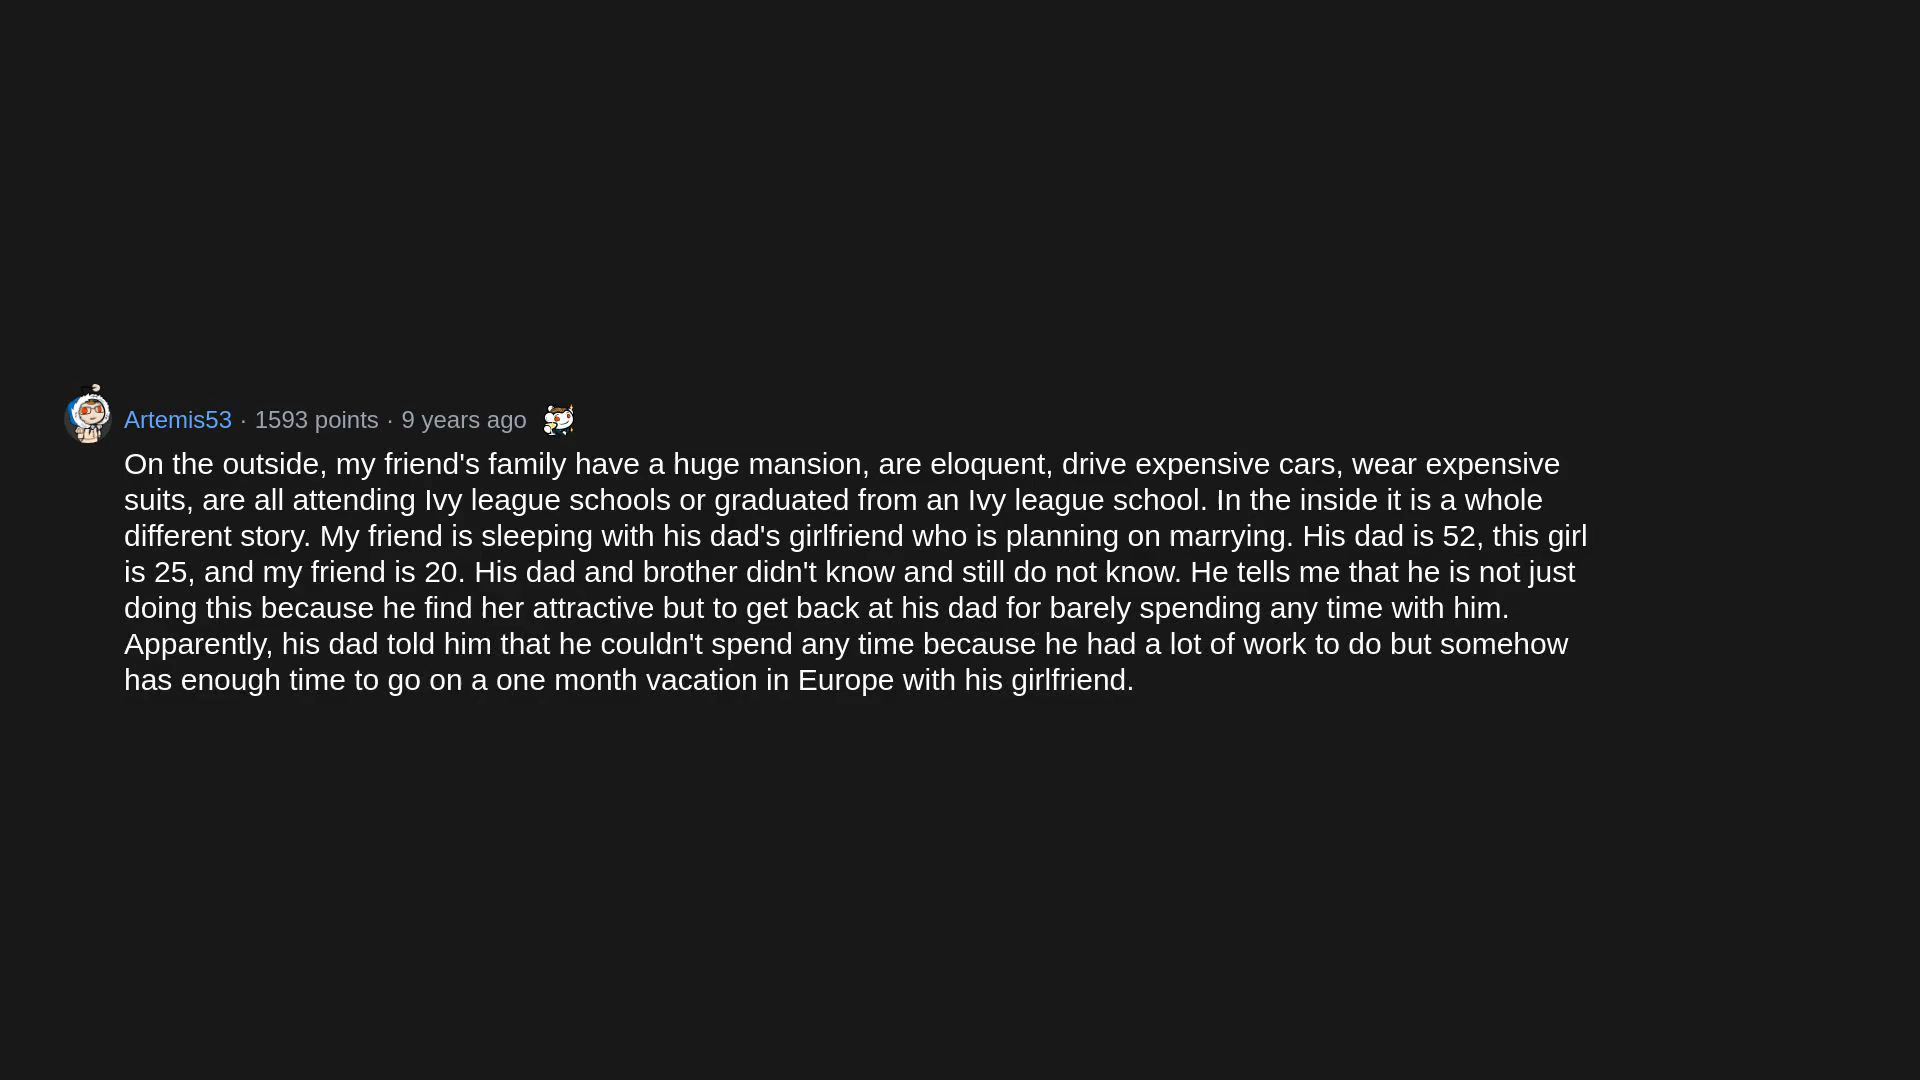 Artemis53 · 1593 points · 9 years ago
On the outside, my friend's family have a huge mansion, are eloquent, drive expensive cars, wear expensive
suits, are all attending Ivy league schools or graduated from an Ivy league school. In the inside it is a whole
different story. My friend is sleeping with his dad's girlfriend who is planning on marrying. His dad is 52, this girl
is 25, and my friend is 20. His dad and brother didn't know and still do not know. He tells me that he is not just
doing this because he find her attractive but to get back at his dad for barely spending any time with him.
Apparently, his dad told him that he couldn't spend any time because he had a lot of work to do but somehow
has enough time to go on a one month vacation in Europe with his girlfriend.